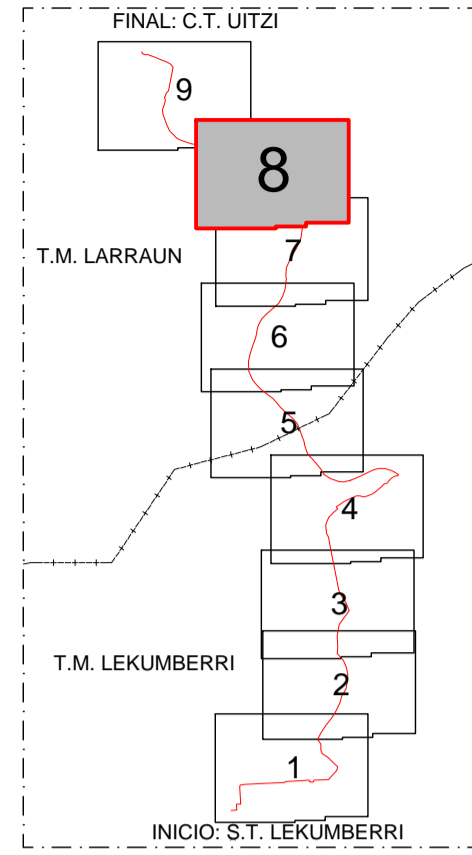 FINAL: C.T. UITZI
9
8
T.M. LARRAUN
7
6
5
4
3
T.M. LEKUMBERRI
2
1
INICIO: S.T. LEKUMBERRI